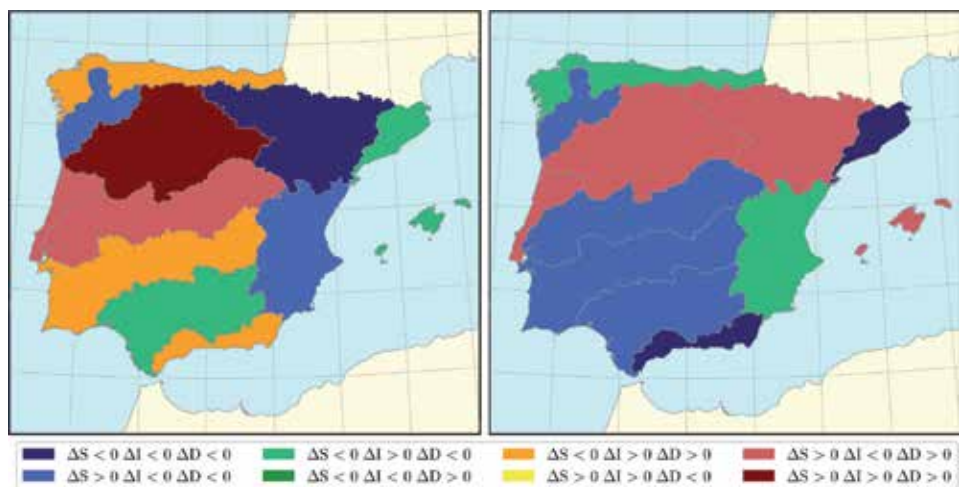 ΔS < 0 ΔI < 0 ΔD < 0 ΔS < 0 ΔI > 0 ΔD < 0 ΔS < 0 ΔI > 0 ΔD > 0 ΔS > 0 ΔI < 0 ΔD > 0
ΔS > 0 ΔI < 0 ΔD < 0 ΔS < 0 ΔI < 0 ΔD > 0 ΔS > 0 ΔI > 0 ΔD < 0 ΔS > 0 ΔI > 0 ΔD > 0